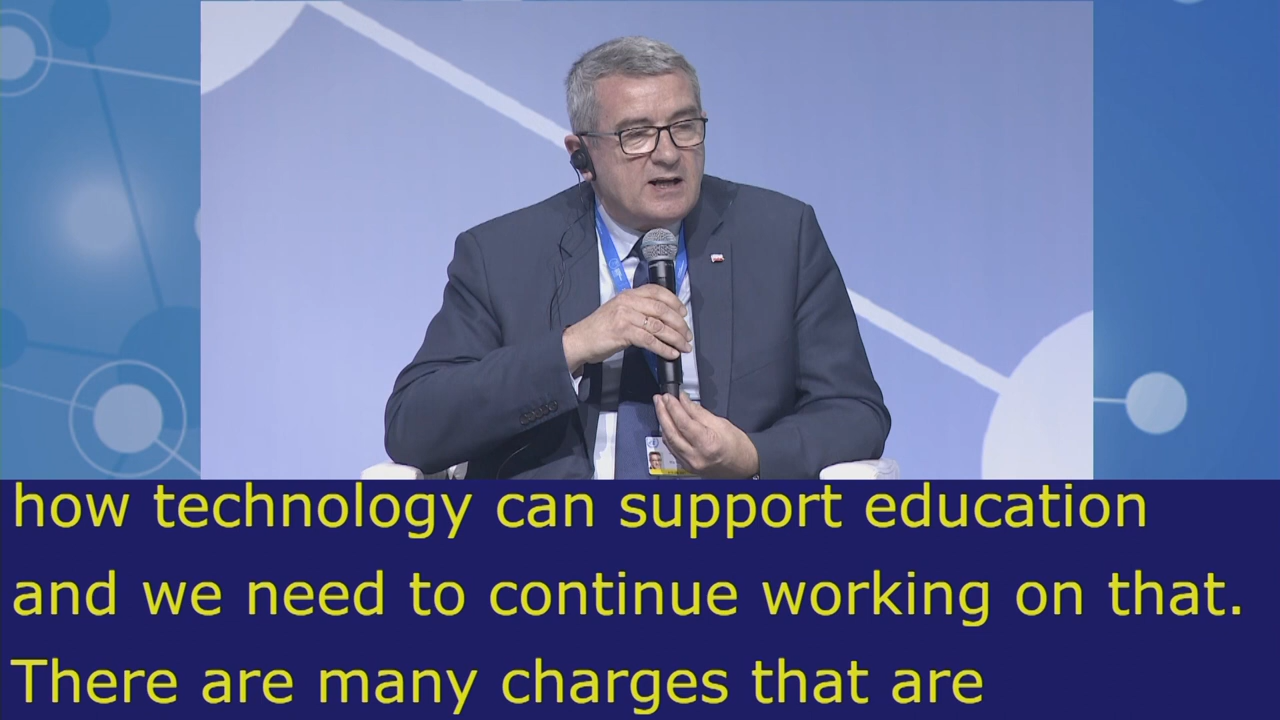 how technology can support education
and we need to continue working on that.
There are many charges that are